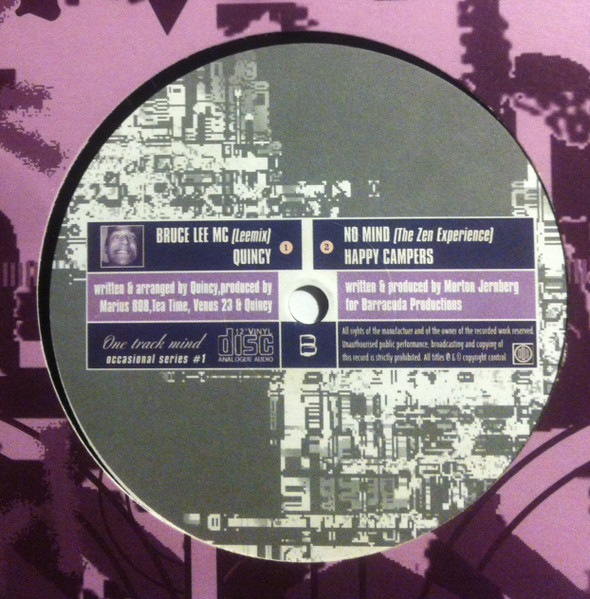 BRUCE LEE MC (Leemix) 1
QUINCY
2 NO MIND (The Zen Experience)
HAPPY CAMPERS
written & arranged by Quincy,produced by
Marius 808,Tea Time, Venus 23 & Quincy
written & produced by Morten Jernberg
for Barracuda Productions
One track mind
occasional series #1
12" VINYL
disc
ANALOGUE AUDIO
B
All rights of the manufactuer and of the owner of the recorded work reserved.
Unauthorised public performance, broadcasting and copying of
this record is strictly prohibited. All titles ℗ & © copyright control